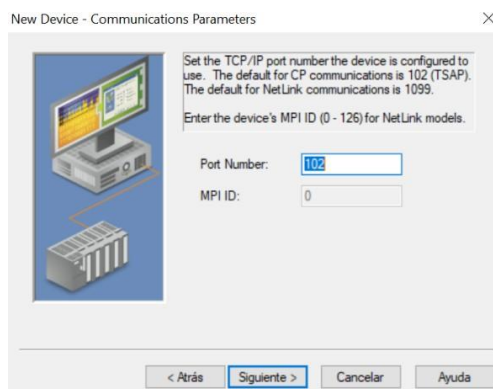 New Device - Communications Parameters
Set the TCP/IP port number the device is configured to
use. The default for CP communications is 102 (TSAP).
The default for NetLink communications is 1099.
Enter the device's MPI ID (0 - 126) for NetLink models.
Port Number: 102
MPI ID: 0
< Atrás Siguiente > Cancelar Ayuda